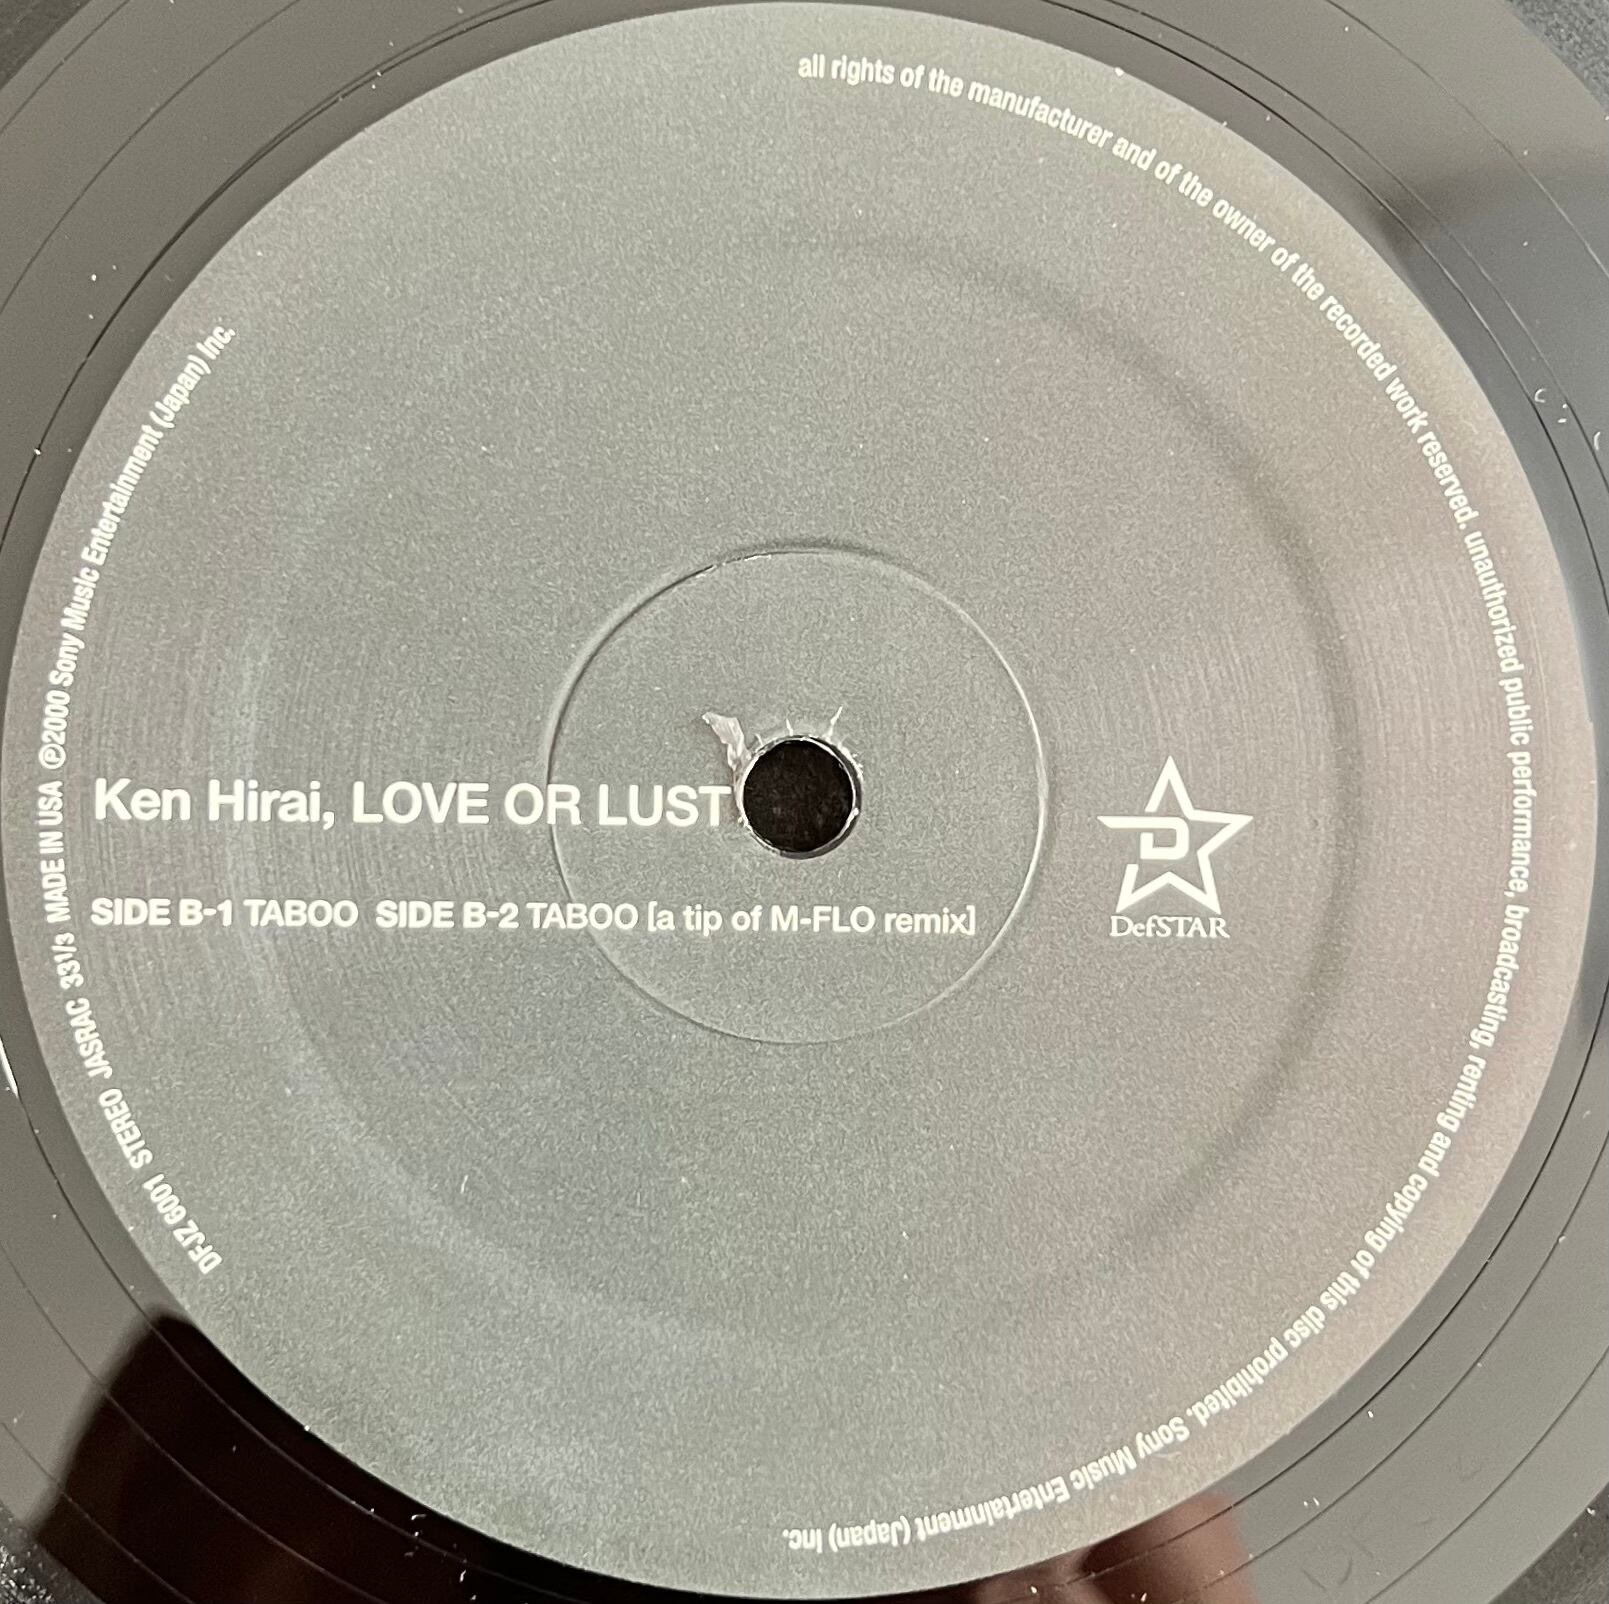 Ken Hirai, LOVE OR LUST
SIDE B-1 TABOO SIDE B-2 TABOO [a tip of M-FLO remix]
D
DefSTAR
DFJZ 6001 STEREO JASRAC 33 1/3 MADE IN USA ℗2000 Sony Music Entertainment (Japan) Inc.
all rights of the manufacturer and of the owner of the recorded work reserved. unauthorized public performance, broadcasting, renting and copying of this disc prohibited. Sony Music Entertainment (Japan) Inc.